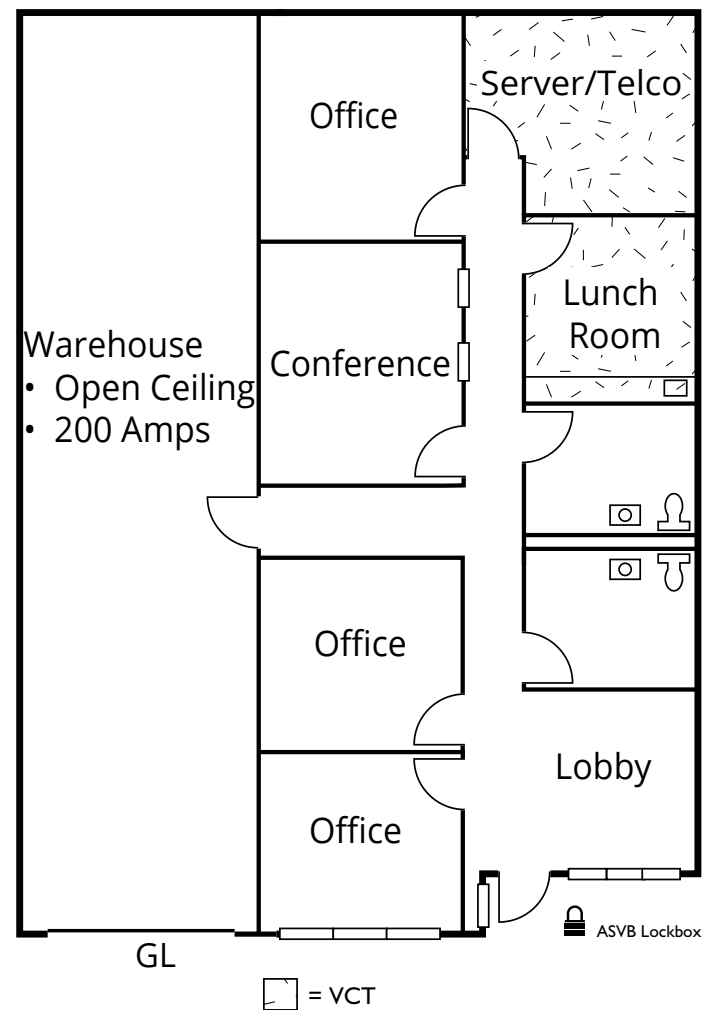 Office
Server/Telco
Warehouse
• Open Ceiling
• 200 Amps
Conference
Lunch
Room
Office
Lobby
Office
GL
ASVB Lockbox
= VCT